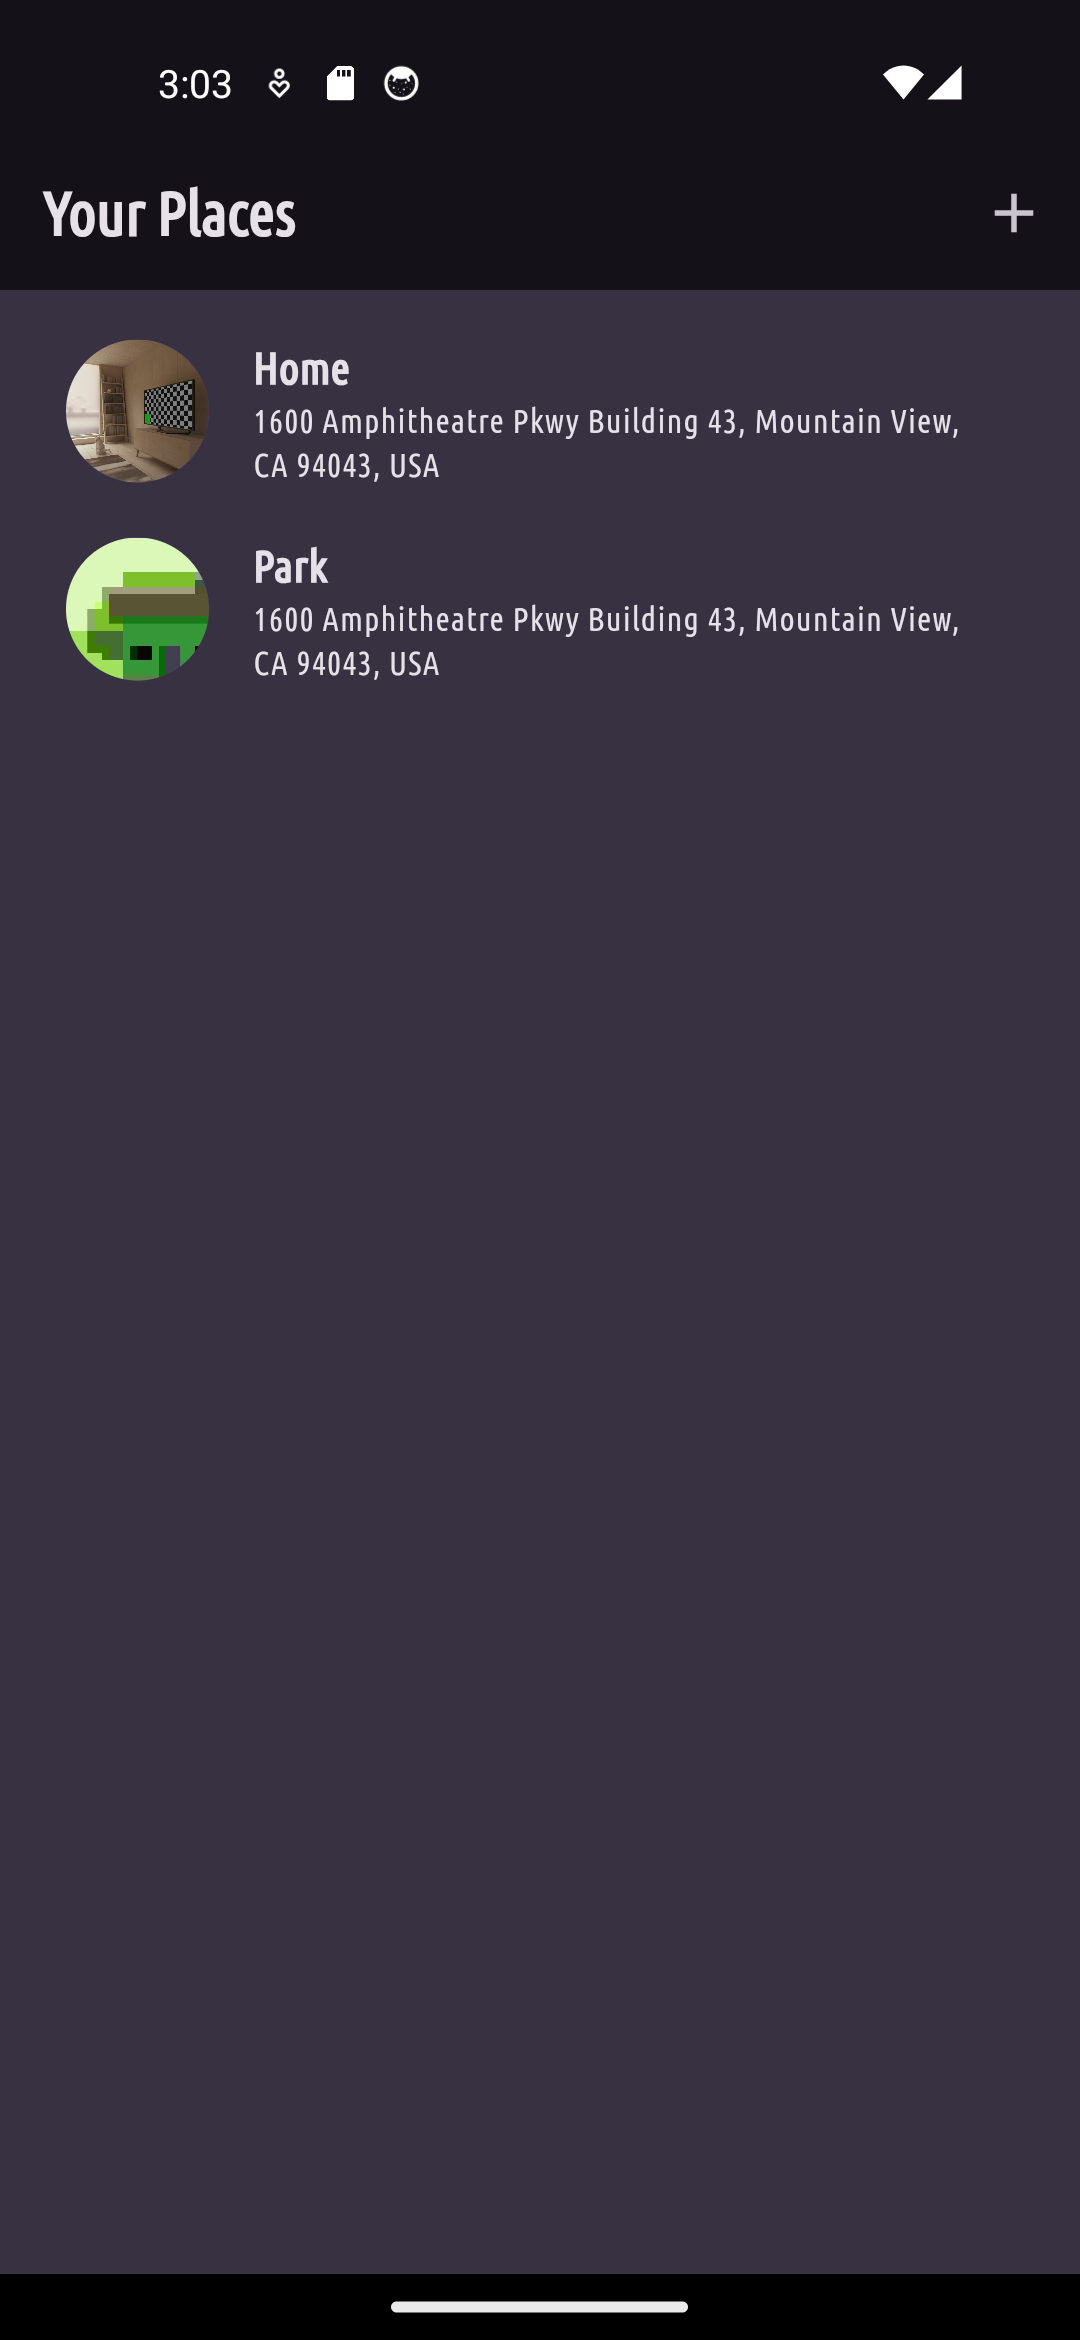 3:03
Your Places
Home
1600 Amphitheatre Pkwy Building 43, Mountain View,
CA 94043, USA
Park
1600 Amphitheatre Pkwy Building 43, Mountain View,
CA 94043, USA